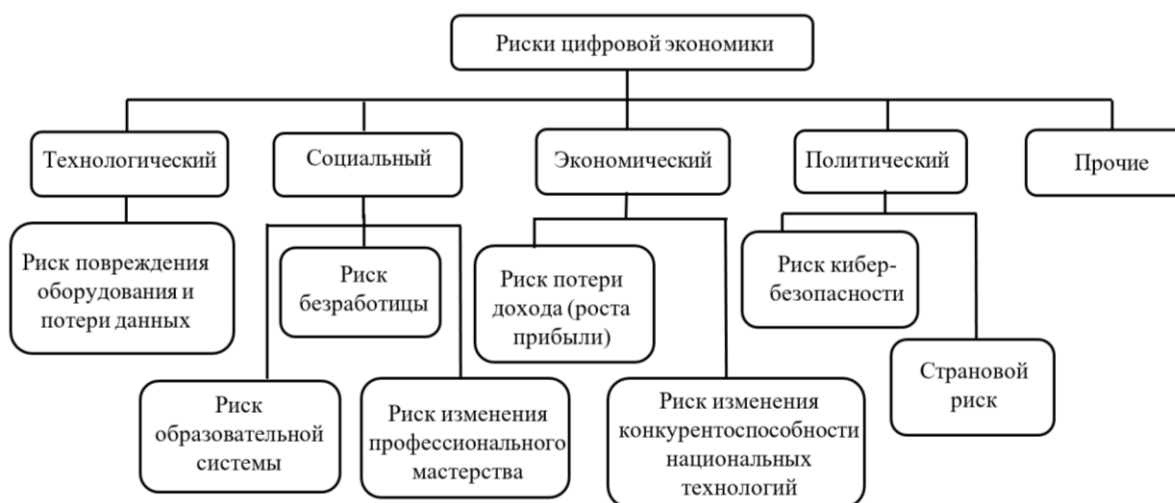 Риски цифровой экономики
Технологический
Социальный
Экономический
Политический
Прочие
Риск повреждения
оборудования и
потери данных
Риск
безработицы
Риск потери
дохода (роста
прибыли)
Риск кибер-
безопасности
Страновой
риск
Риск
образовательной
системы
Риск изменения
профессионального
мастерства
Риск изменения
конкурентоспособности
национальных
технологий